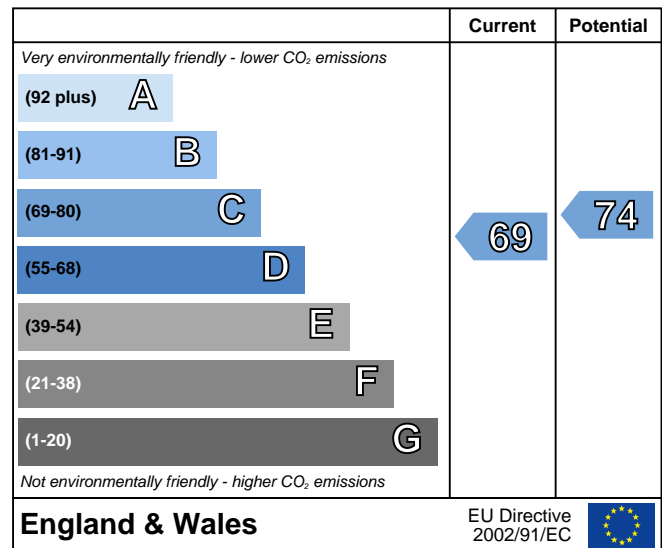 Current Potential
Very environmentally friendly - lower CO₂ emissions
(92 plus) A
(81-91) B
(69-80) C
69 74
(55-68) D
(39-54) E
(21-38) F
(1-20) G
Not environmentally friendly - higher CO₂ emissions
England & Wales
EU Directive
2002/91/EC